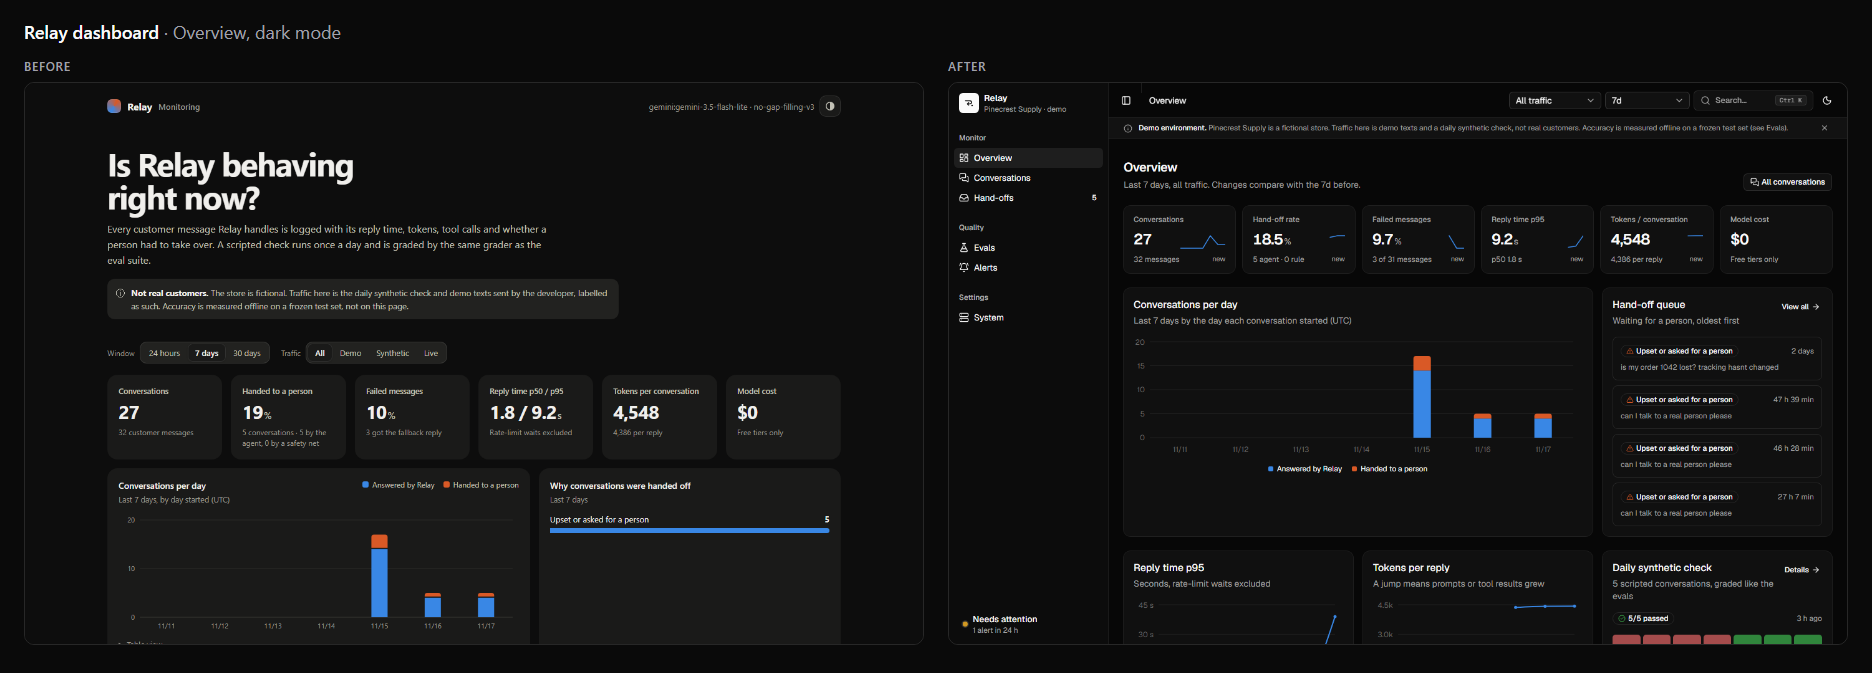 Relay dashboard · Overview, dark mode
BEFORE
Relay Monitoring
gemini:gemini-3.5-flash-lite · no-gap-filling-v3
Is Relay behaving
right now?
Every customer message Relay handles is logged with its reply time, tokens, tool calls and whether a
person had to take over. A scripted check runs once a day and is graded by the same grader as the
eval suite.
Not real customers. The store is fictional. Traffic here is the daily synthetic check and demo texts sent by the developer, labelled
as such. Accuracy is measured offline on a frozen test set, not on this page.
Window 24 hours 7 days 30 days Traffic All Demo Synthetic Live
Conversations
27
32 customer messages
Handed to a person
19%
5 conversations · 5 by the
agent, 0 by a safety net
Failed messages
10%
3 got the fallback reply
Reply time p50 / p95
1.8 / 9.2s
Rate-limit waits excluded
Tokens per conversation
4,548
4,386 per reply
Model cost
$0
Free tiers only
Conversations per day
Last 7 days, by day started (UTC)
Answered by Relay Handed to a person
20
10
0
11/11 11/12 11/13 11/14 11/15 11/16 11/17
Why conversations were handed off
Last 7 days
Upset or asked for a person 5
AFTER
Relay
Pinecrest Supply · demo
Monitor
Overview
Conversations
Hand-offs 5
Quality
Evals
Alerts
Settings
System
Needs attention
1 alert in 24 h
Overview
All traffic
7d
Search...
Ctrl K
Demo environment. Pinecrest Supply is a fictional store. Traffic here is demo texts and a daily synthetic check, not real customers. Accuracy is measured offline on a frozen test set (see Evals).
Overview
Last 7 days, all traffic. Changes compare with the 7d before.
All conversations
Conversations
27
32 messages new
Hand-off rate
18.5%
5 agent · 0 rule new
Failed messages
9.7%
3 of 31 messages new
Reply time p95
9.2s
p50 1.8 s new
Tokens / conversation
4,548
4,386 per reply new
Model cost
$0
Free tiers only
Conversations per day
Last 7 days by the day each conversation started (UTC)
20
15
10
5
0
11/11 11/12 11/13 11/14 11/15 11/16 11/17
Answered by Relay Handed to a person
Hand-off queue
View all →
Waiting for a person, oldest first
Upset or asked for a person 2 days
is my order 1042 lost? tracking hasnt changed
Upset or asked for a person 47 h 39 min
can I talk to a real person please
Upset or asked for a person 46 h 28 min
can I talk to a real person please
Upset or asked for a person 27 h 7 min
can I talk to a real person please
Reply time p95
Seconds, rate-limit waits excluded
45 s
30 s
Tokens per reply
A jump means prompts or tool results grew
4.5k
3.0k
Daily synthetic check
Details →
5 scripted conversations, graded like the
evals
5/5 passed 3 h ago